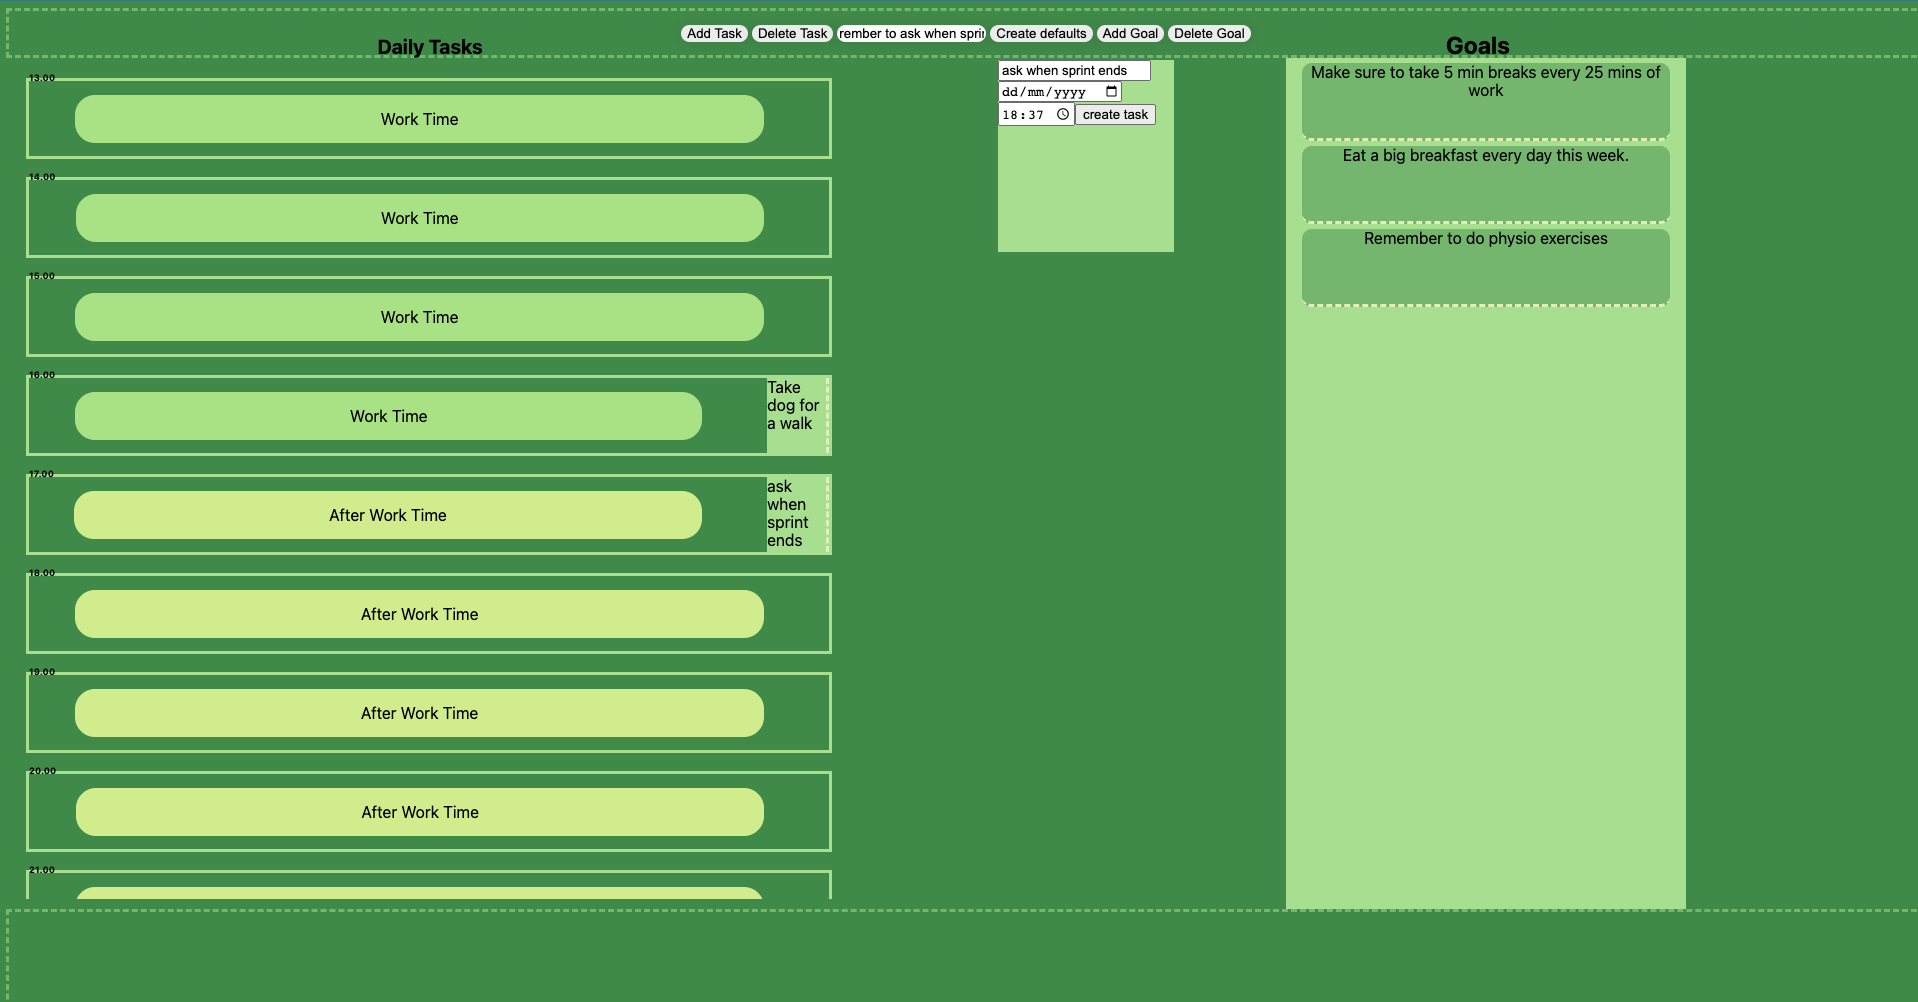 Daily Tasks
Add Task Delete Task rember to ask when sprin Create defaults Add Goal Delete Goal
Goals
13.00
Work Time
14.00
Work Time
15.00
Work Time
16.00
Work Time
Take
dog for
a walk
17.00
After Work Time
ask
when
sprint
ends
18.00
After Work Time
19.00
After Work Time
20.00
After Work Time
21.00
ask when sprint ends
dd/mm/yyyy
18:37 create task
Make sure to take 5 min breaks every 25 mins of
work
Eat a big breakfast every day this week.
Remember to do physio exercises